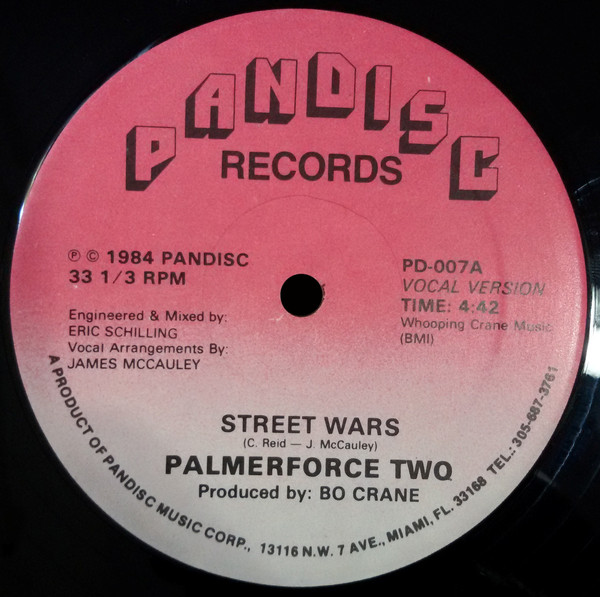 PANDISC
RECORDS
Ⓟ © 1984 PANDISC
33 1/3 RPM
Engineered & Mixed by:
ERIC SCHILLING
Vocal Arrangements By:
JAMES MCCAULEY
PD-007A
VOCAL VERSION
TIME: 4:42
Whooping Crane Music
(BMI)
STREET WARS
(C. Reid — J. McCauley)
PALMERFORCE TWO
Produced by: BO CRANE
A PRODUCT OF PANDISC MUSIC CORP., 13116 N.W. 7 AVE., MIAMI, FL. 33168 TEL.: 305-687-3761